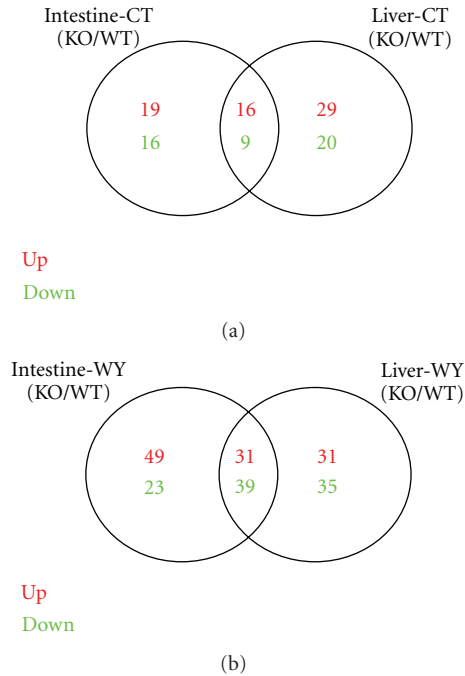 Intestine-CT
(KO/WT)
Liver-CT
(KO/WT)
19 16 29
16 9 20
Up
Down
(a)
Intestine-WY
(KO/WT)
Liver-WY
(KO/WT)
49 31 31
23 39 35
Up
Down
(b)